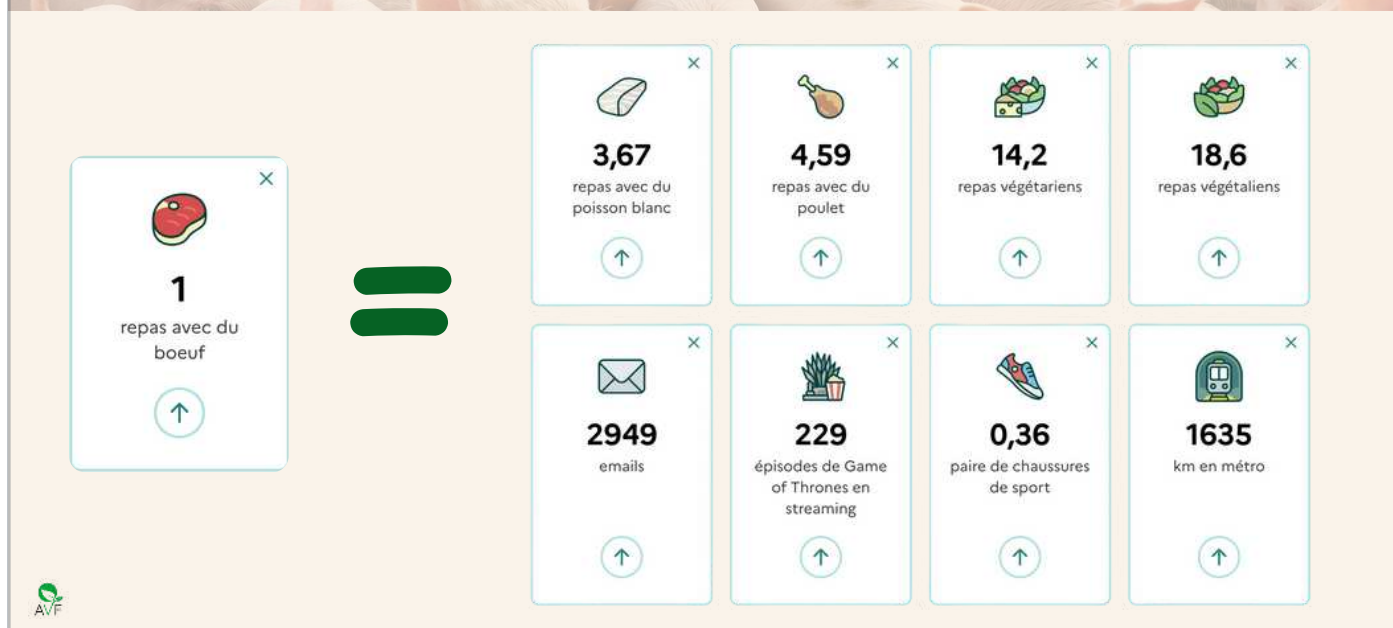 1
repas avec du
boeuf
3,67
repas avec du
poisson blanc
4,59
repas avec du
poulet
14,2
repas végétariens
18,6
repas végétaliens
2949
emails
229
épisodes de Game
of Thrones en
streaming
0,36
paire de chaussures
de sport
1635
km en métro
AVF